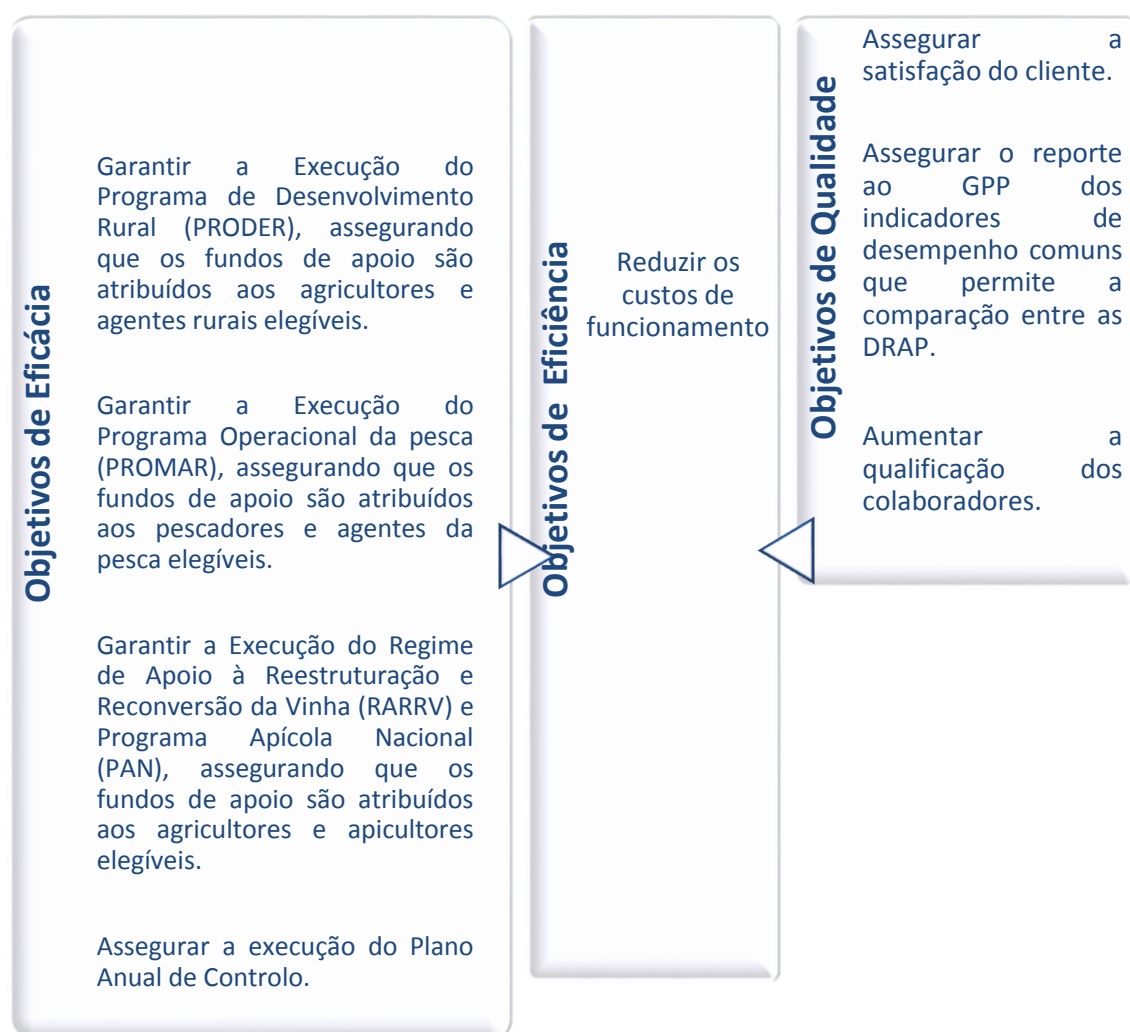 Objetivos de Eficácia
Garantir a Execução do
Programa de Desenvolvimento
Rural (PRODER), assegurando
que os fundos de apoio são
atribuídos aos agricultores e
agentes rurais elegíveis.
Garantir a Execução do
Programa Operacional da pesca
(PROMAR), assegurando que os
fundos de apoio são atribuídos
aos pescadores e agentes da
pesca elegíveis.
Garantir a Execução do Regime
de Apoio à Reestruturação e
Reconversão da Vinha (RARRV) e
Programa Apícola Nacional
(PAN), assegurando que os
fundos de apoio são atribuídos
aos agricultores e apicultores
elegíveis.
Assegurar a execução do Plano
Anual de Controlo.
Objetivos de Eficiência
Reduzir os
custos de
funcionamento
Objetivos de Qualidade
Assegurar a
satisfação do cliente.
Assegurar o reporte
ao GPP dos
indicadores de
desempenho comuns
que permite a
comparação entre as
DRAP.
Aumentar a
qualificação dos
colaboradores.